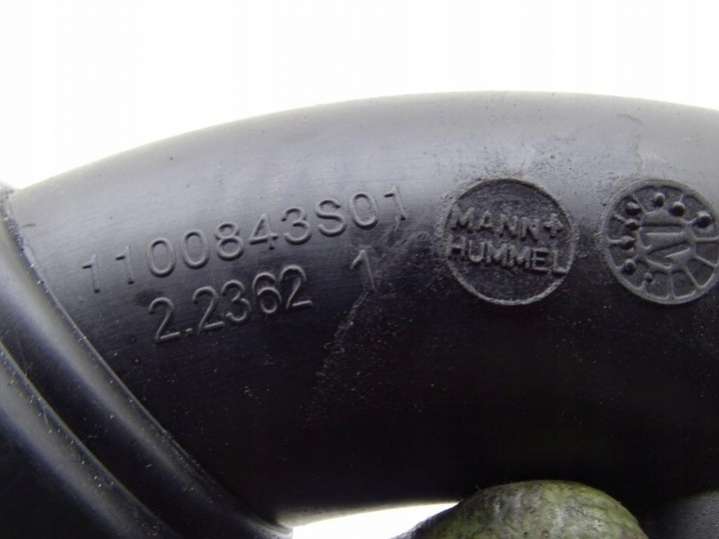 1100843S01
2.2362 1
MANN+
HUMMEL